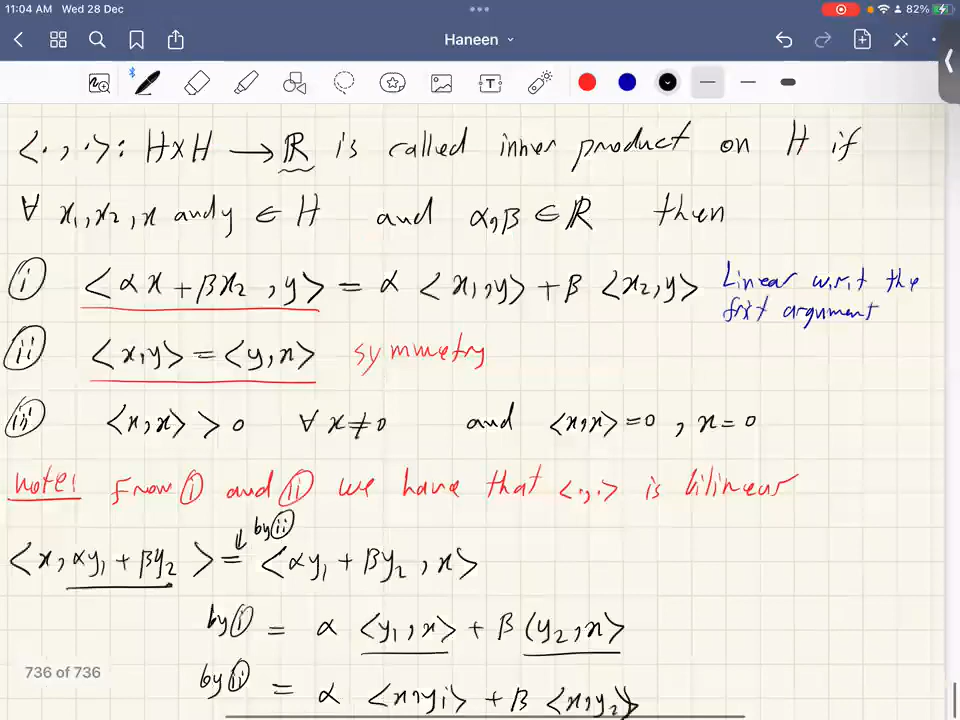 11:04 AM Wed 28 Dec
82%
Haneen
<·,·>: H×H → ℝ is called inner product on H if
∀ x₁, x₂, x and y ∈ H and α, β ∈ ℝ then
(i) <αx + βx₂, y> = α <x₁, y> + β <x₂, y> Linear w.r.t the
frist argument
(ii) <x,y> = <y,x> symmetry
(iii) <x,x> > 0 ∀ x ≠ 0 and <x,x> = 0, x = 0
note: From (i) and (ii) we have that <·,·> is bilinear
by (ii)
<x, αy₁ + βy₂> = <αy₁ + βy₂, x>
by (i) = α <y₁, x> + β (y₂, x>
736 of 736
by (ii) = α <x, y₁> + β <x, y₂>